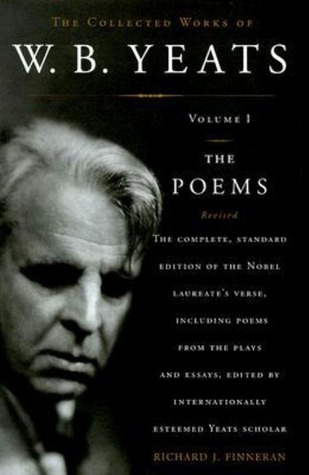 THE COLLECTED WORKS OF
W. B. YEATS
VOLUME I
THE
POEMS
Revised
THE COMPLETE, STANDARD
EDITION OF THE NOBEL
LAUREATE'S VERSE,
INCLUDING POEMS
FROM THE PLAYS
AND ESSAYS, EDITED BY
INTERNATIONALLY
ESTEEMED YEATS SCHOLAR
RICHARD J. FINNERAN